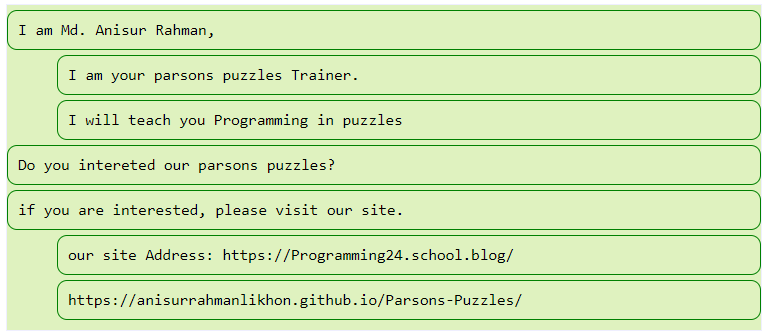 I am Md. Anisur Rahman,
I am your parsons puzzles Trainer.
I will teach you Programming in puzzles
Do you intereted our parsons puzzles?
if you are interested, please visit our site.
our site Address: https://Programming24.school.blog/
https://anisurrahmanlikhon.github.io/Parsons-Puzzles/